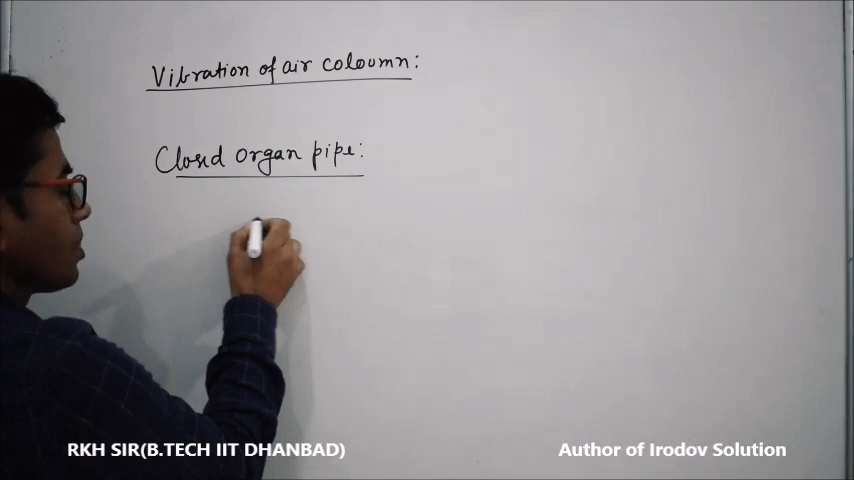 Vibration of air coloumn:
Closed organ pipe:
RKH SIR(B.TECH IIT DHANBAD)
Author of Irodov Solution